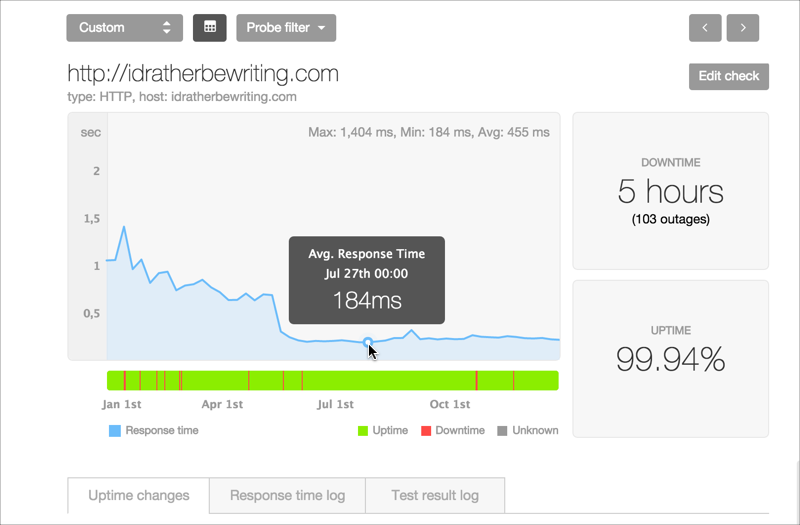 Custom
Probe filter
http://idratherbewriting.com
Edit check
type: HTTP, host: idratherbewriting.com
sec
Max: 1,404 ms, Min: 184 ms, Avg: 455 ms
2
1,5
1
0,5
Avg. Response Time
Jul 27th 00:00
184ms
DOWNTIME
5 hours
(103 outages)
UPTIME
99.94%
Jan 1st Apr 1st Jul 1st Oct 1st
Response time Uptime Downtime Unknown
Uptime changes Response time log Test result log